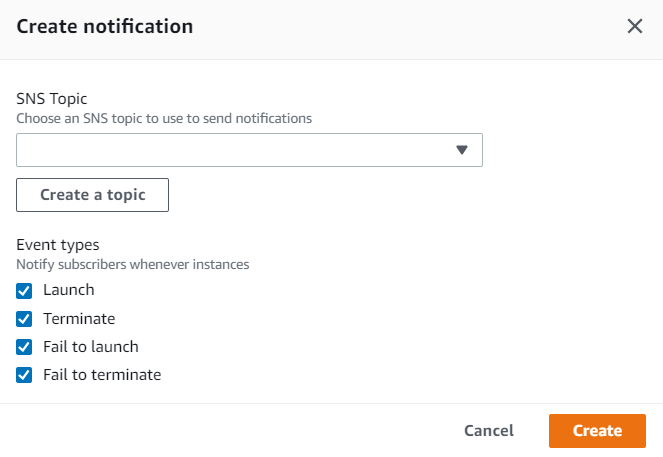 Create notification
SNS Topic
Choose an SNS topic to use to send notifications
Create a topic
Event types
Notify subscribers whenever instances
Launch
Terminate
Fail to launch
Fail to terminate
Cancel Create